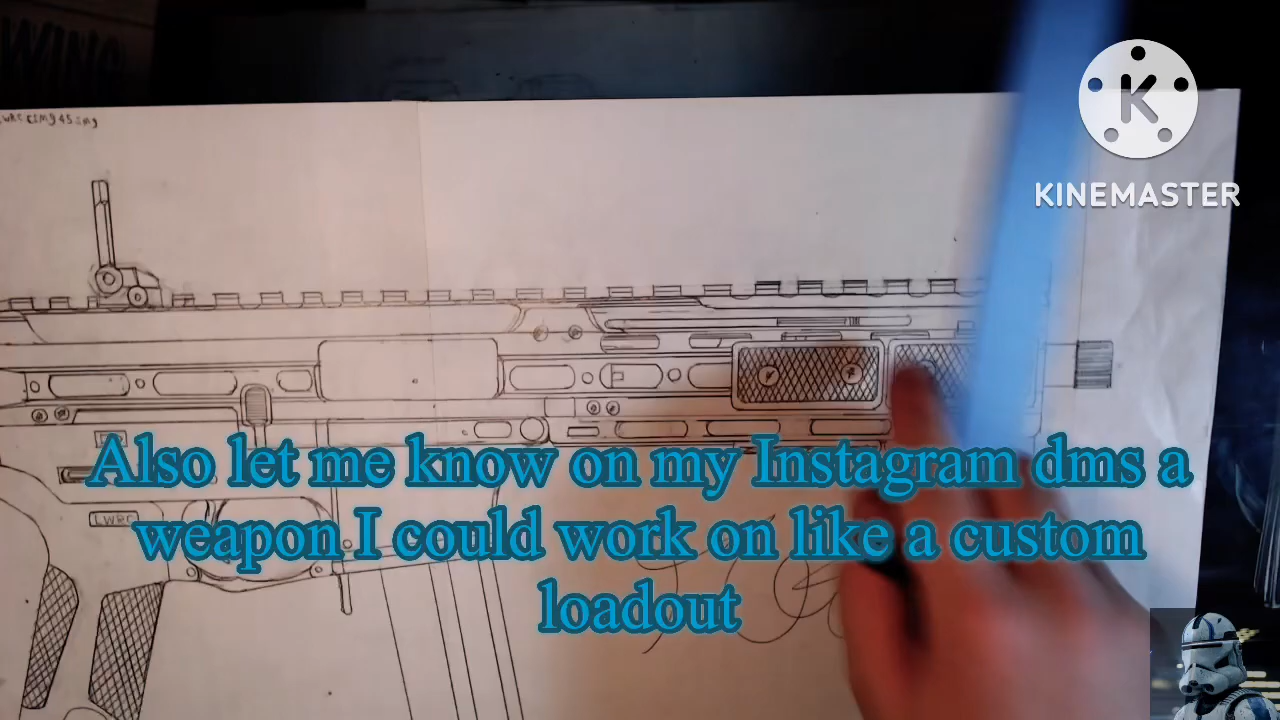 KINEMASTER
Also let me know on my Instagram dms a
weapon I could work on like a custom
loadout
LWRC